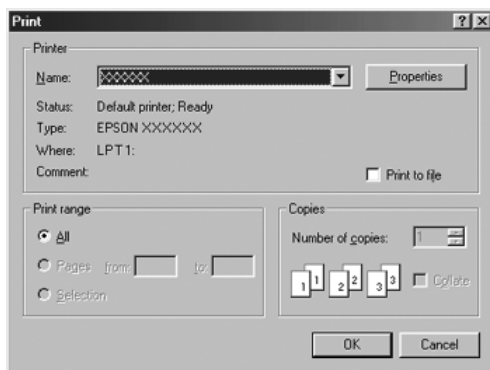 Print
Printer
Name: XXXXXX Properties
Status: Default printer; Ready
Type: EPSON XXXXXX
Where: LPT1:
Comment:
Print to file
Print range
All
Pages from: to:
Selection
Copies
Number of copies: 1
1 1 2 2 3 3 Collate
OK Cancel